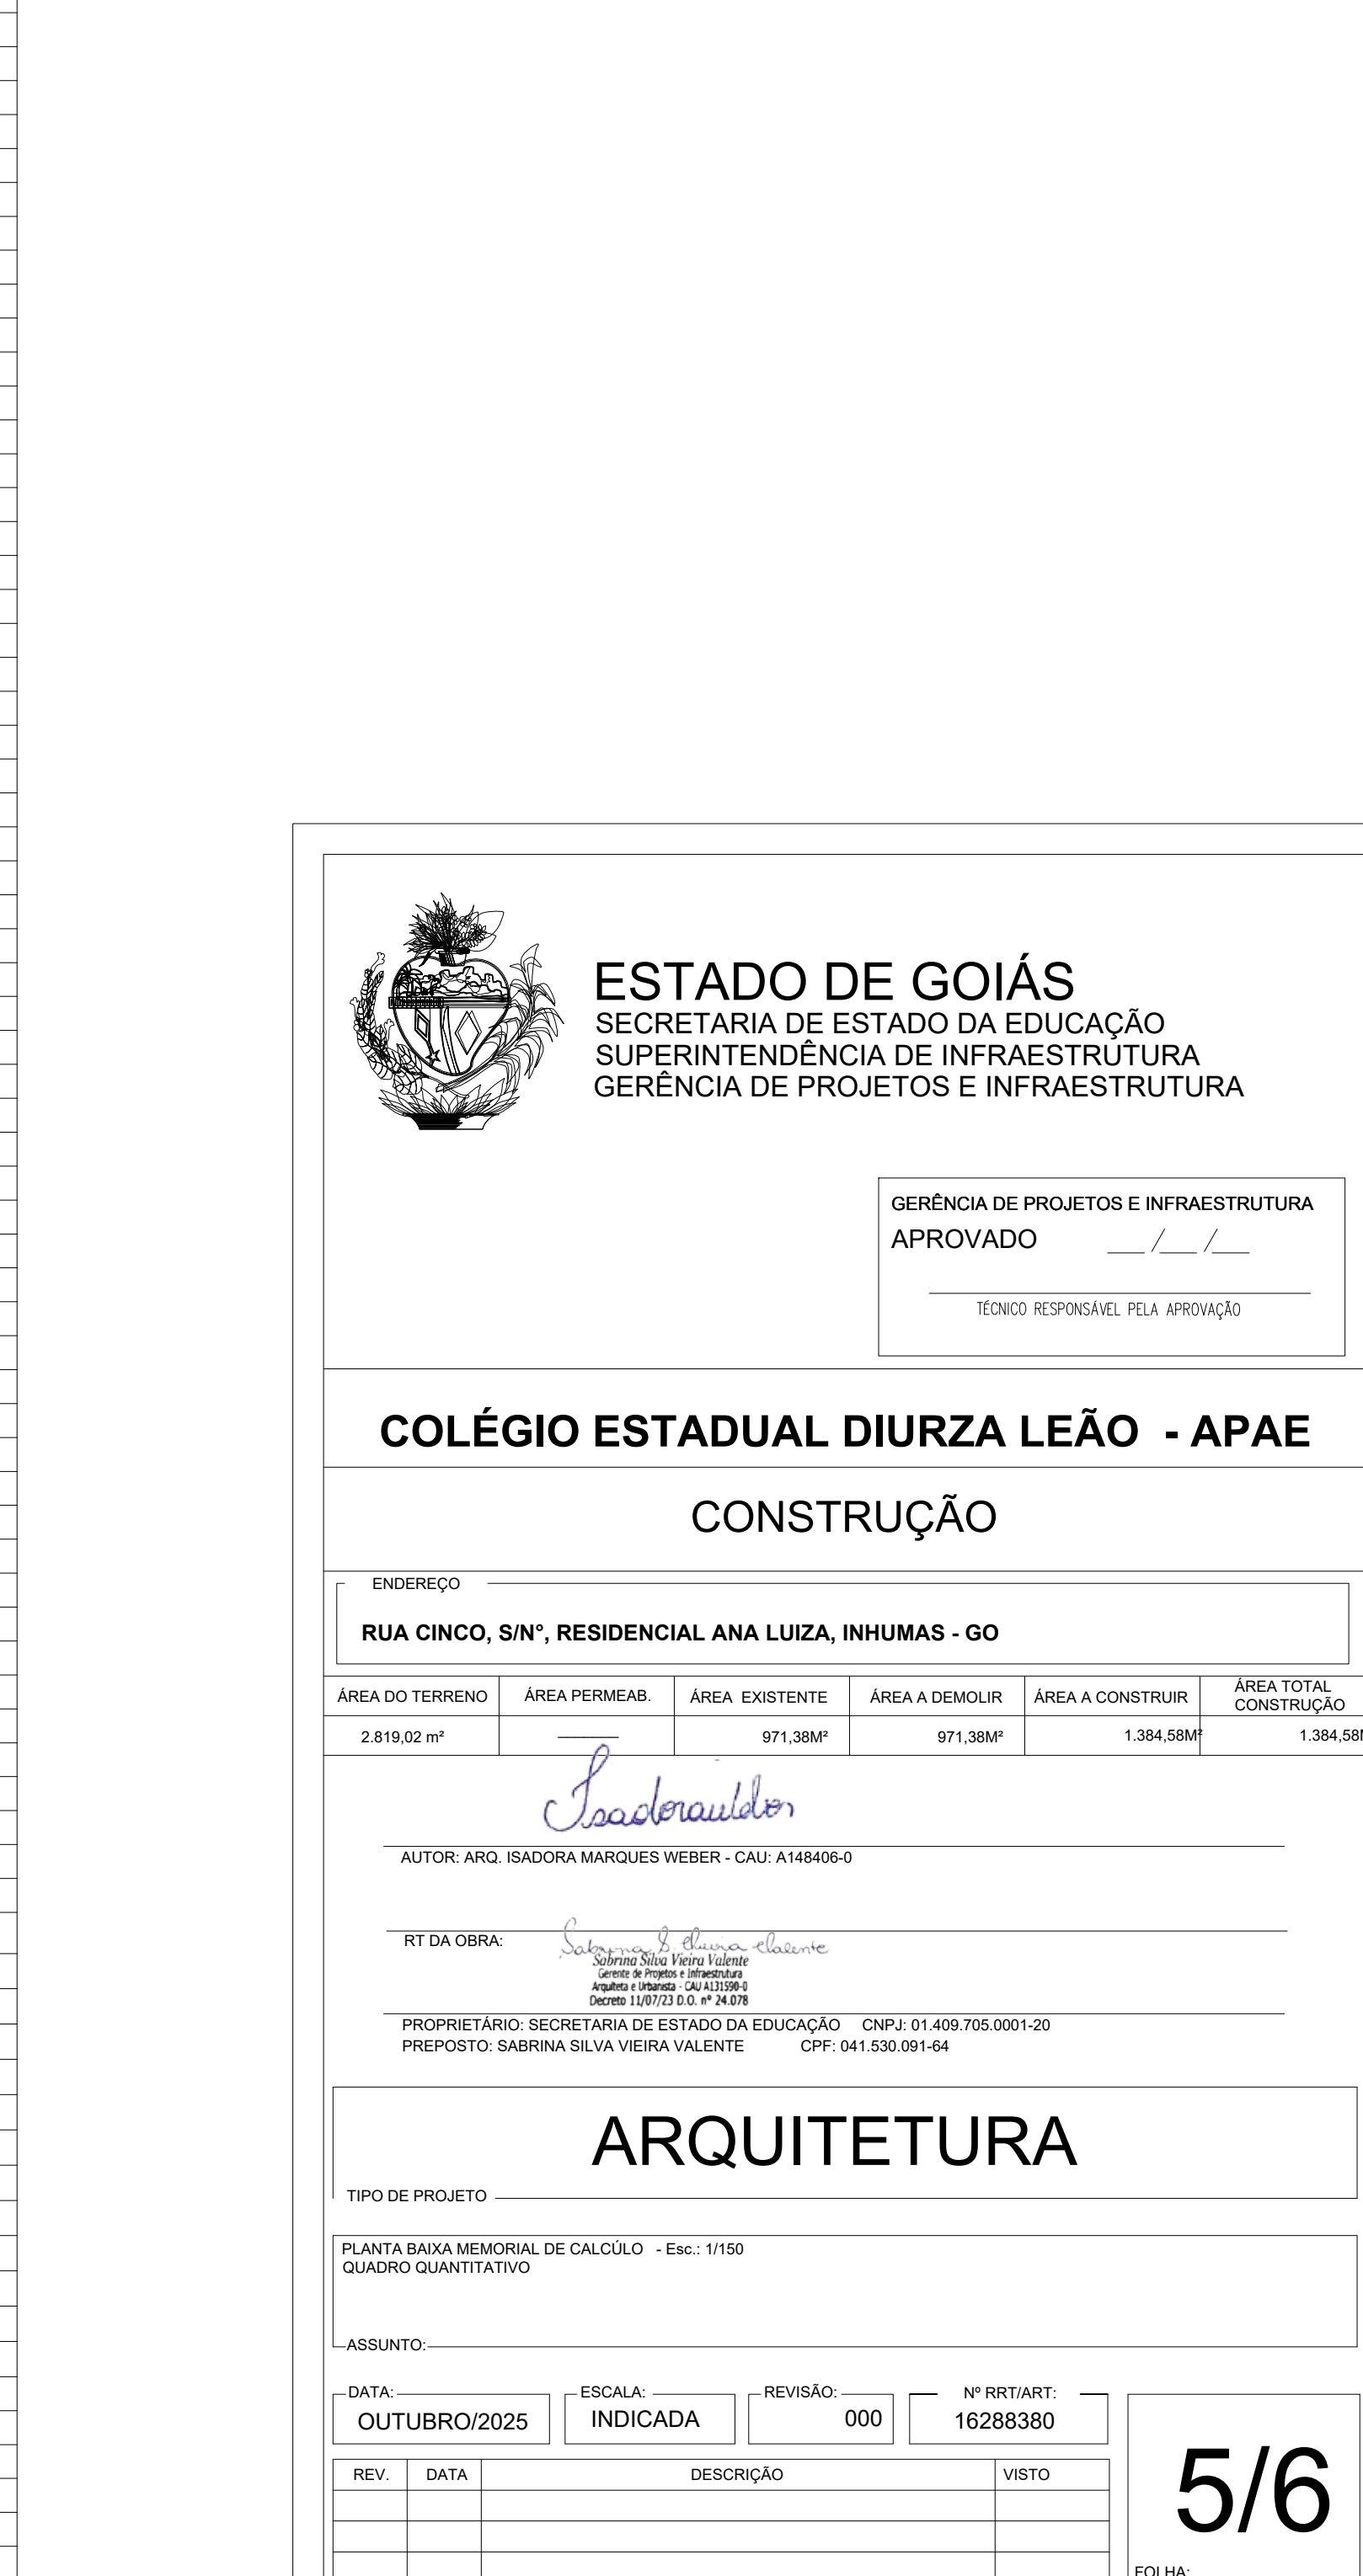 ESTADO DE GOIÁS
SECRETARIA DE ESTADO DA EDUCAÇÃO
SUPERINTENDÊNCIA DE INFRAESTRUTURA
GERÊNCIA DE PROJETOS E INFRAESTRUTURA
GERÊNCIA DE PROJETOS E INFRAESTRUTURA
APROVADO ___/___/___
TÉCNICO RESPONSÁVEL PELA APROVAÇÃO
COLÉGIO ESTADUAL DIURZA LEÃO - APAE
CONSTRUÇÃO
ENDEREÇO
RUA CINCO, S/N°, RESIDENCIAL ANA LUIZA, INHUMAS - GO
ÁREA DO TERRENO ÁREA PERMEAB. ÁREA EXISTENTE ÁREA A DEMOLIR ÁREA A CONSTRUIR ÁREA TOTAL CONSTRUÇÃO
2.819,02 m² 971,38M² 971,38M² 1.384,58M² 1.384,58M
AUTOR: ARQ. ISADORA MARQUES WEBER - CAU: A148406-0
RT DA OBRA:
Sabrina S. Vieira Valente
Sabrina Silva Vieira Valente
Gerente de Projetos e Infraestrutura
Arquiteta e Urbanista - CAU A131590-0
Decreto 11/07/23 D.O. nº 24.078
PROPRIETÁRIO: SECRETARIA DE ESTADO DA EDUCAÇÃO CNPJ: 01.409.705.0001-20
PREPOSTO: SABRINA SILVA VIEIRA VALENTE CPF: 041.530.091-64
ARQUITETURA
TIPO DE PROJETO
PLANTA BAIXA MEMORIAL DE CALCÚLO - Esc.: 1/150
QUADRO QUANTITATIVO
ASSUNTO:
DATA: ESCALA: REVISÃO: Nº RRT/ART:
OUTUBRO/2025 INDICADA 000 16288380
REV. DATA DESCRIÇÃO VISTO
5/6
FOLHA: